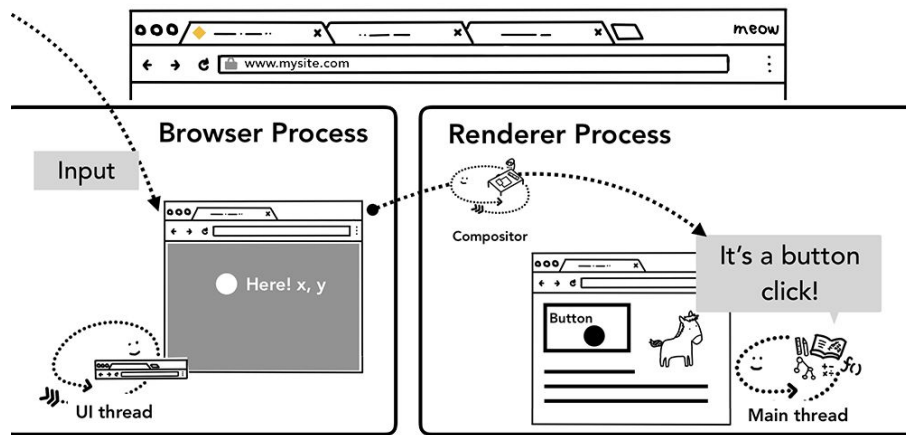 meow
www.mysite.com
Browser Process
Input
Here! x, y
UI thread
Renderer Process
Compositor
It's a button
click!
Button
f()
Main thread